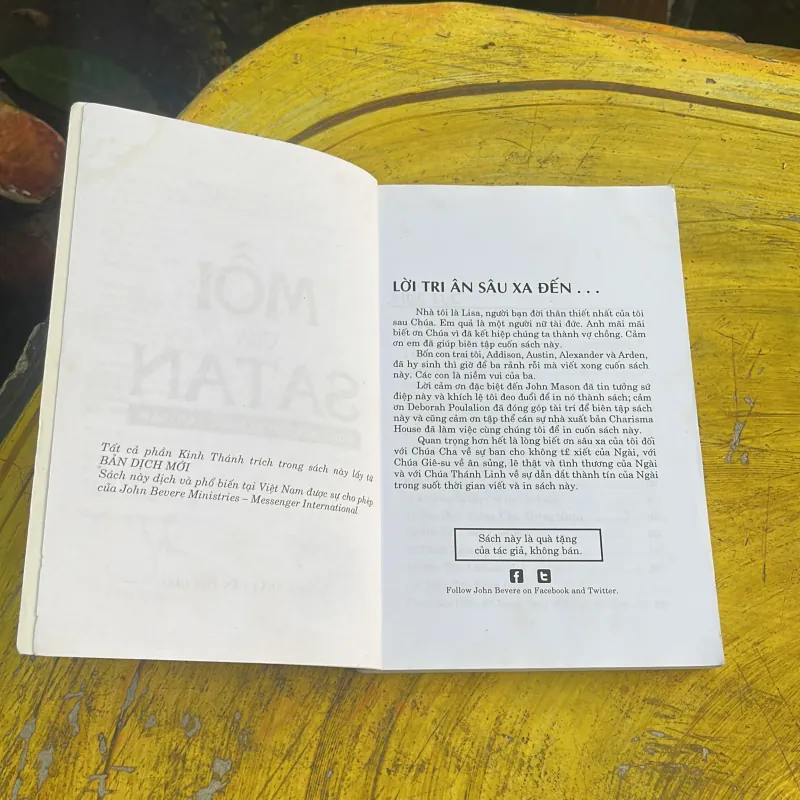 MỒI
SATAN
Tất cả phần Kinh Thánh trích trong sách này lấy từ
BẢN DỊCH MỚI
Sách này dịch và phổ biến tại Việt Nam được sự cho phép
của John Bevere Ministries – Messenger International
LỜI TRI ÂN SÂU XA ĐẾN . . .
Nhà tôi là Lisa, người bạn đời thân thiết nhất của tôi
sau Chúa. Em quả là một người nữ tài đức. Anh mãi mãi
biết ơn Chúa vì đã kết hiệp chúng ta thành vợ chồng. Cảm
ơn em đã giúp biên tập cuốn sách này.
Bốn con trai tôi, Addison, Austin, Alexander và Arden,
đã hy sinh thì giờ để ba rảnh rỗi mà viết xong cuốn sách
này. Các con là niềm vui của ba.
Lời cảm ơn đặc biệt đến John Mason đã tin tưởng sứ
điệp này và khích lệ tôi đeo đuổi để in nó thành sách; cảm
ơn Deborah Poulalion đã đóng góp tài trí để biên tập sách
này và cũng cảm ơn tập thể cán sự nhà xuất bản Charisma
House đã làm việc cùng chúng tôi để in cuốn sách này.
Quan trọng hơn hết là lòng biết ơn sâu xa của tôi đối
với Chúa Cha về sự ban cho không t£ xiết của Ngài, với
Chúa Giê-su về ân sủng, lẽ thật và tình thương của Ngài
và với Chúa Thánh Linh về sự dẫn dắt thành tín của Ngài
trong suốt thời gian viết và in sách này.
Sách này là quà tặng
của tác giả, không bán.
Follow John Bevere on Facebook and Twitter.